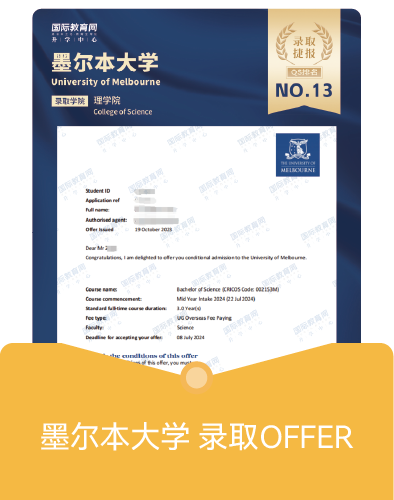 国际教育网
升学中心
墨尔本大学
University of Melbourne
录取学院 理学院
College of Science
录取
捷报
QS排名
NO.13
THE UNIVERSITY OF
MELBOURNE
Student ID
Application ref
Full name:
Authorised agent:
Offer issued 19 October 2023
Dear Mr
Congratulations, I am delighted to offer you conditional admission to the University of Melbourne.
Course name: Bachelor of Science (CRICOS Code: 002153M)
Course commencement: Mid Year Intake 2024 (22 Jul 2024)
Standard full-time course duration: 3.0 Year(s)
Fee type: UG Overseas Fee Paying
Faculty: Science
Deadline for accepting your offer: 08 July 2024
the conditions of this offer
of this offer, you must
墨尔本大学 录取OFFER